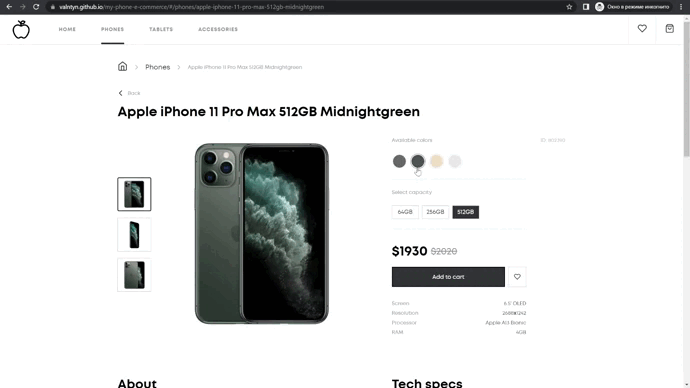 valntyn.github.io/my-phone-e-commerce/#/phones/apple-iphone-11-pro-max-512gb-midnightgreen
Окно в режиме инкогнито
HOME
PHONES
TABLETS
ACCESSORIES
Phones
Apple iPhone 11 Pro Max 512GB Midnightgreen
Back
Apple iPhone 11 Pro Max 512GB Midnightgreen
Available colors
Select capacity
64GB
256GB
512GB
$1930 $2020
Add to cart
Screen 6.5' OLED
Resolution 2688x1242
Processor Apple A13 Bionic
RAM 4GB
About
Tech specs